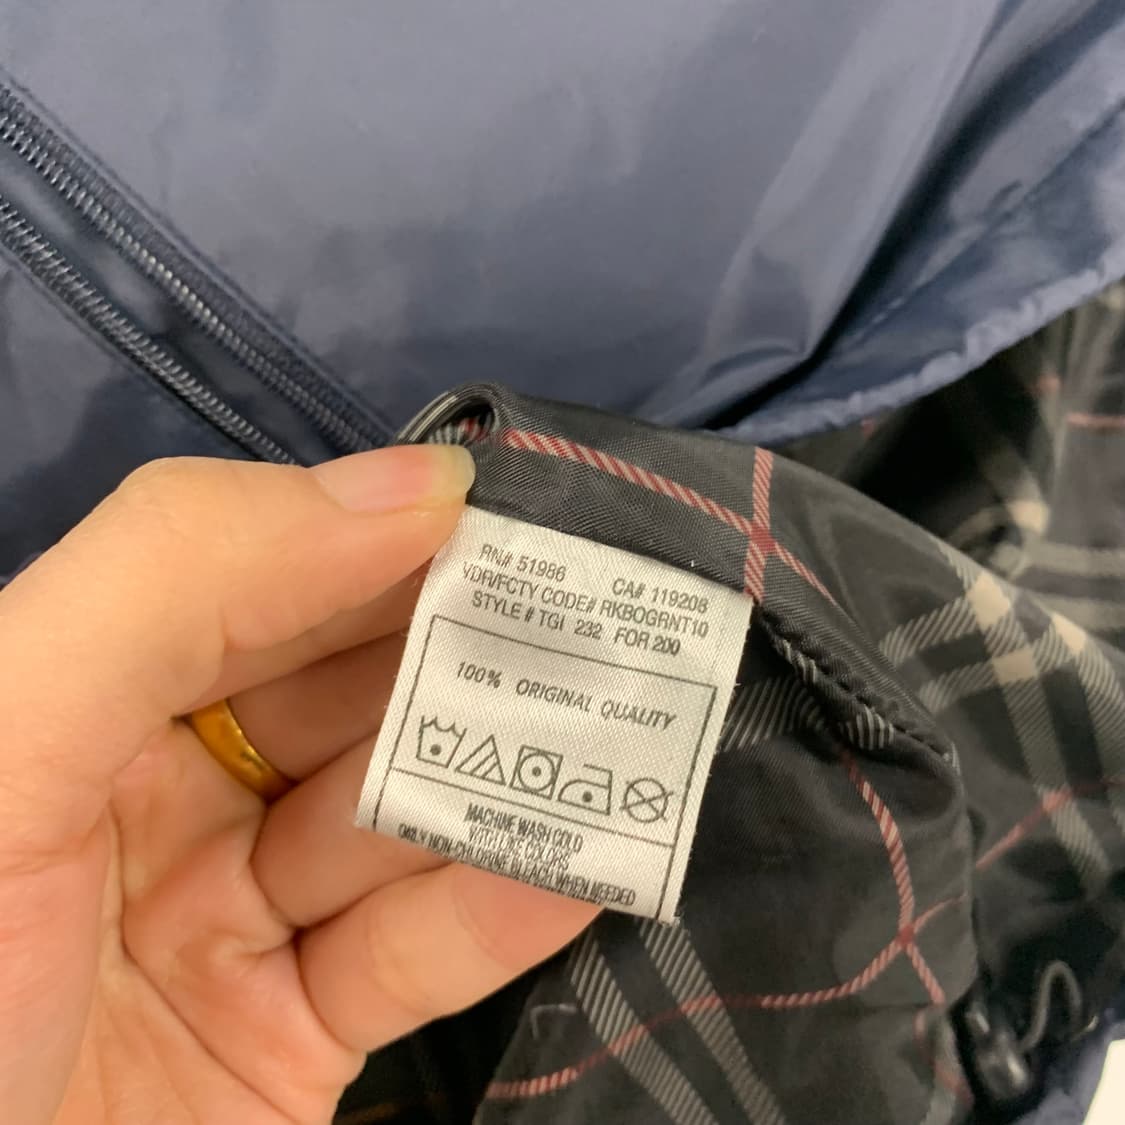 RN# 51986 CA# 119208
VDR/FCTY CODE# RKBOGRNT10
STYLE # TGI 232 FOR 200
100% ORIGINAL QUALITY
MACHINE WASH COLD
WITH LIKE COLORS
ONLY NON-CHLORINE BLEACH WHEN NEEDED